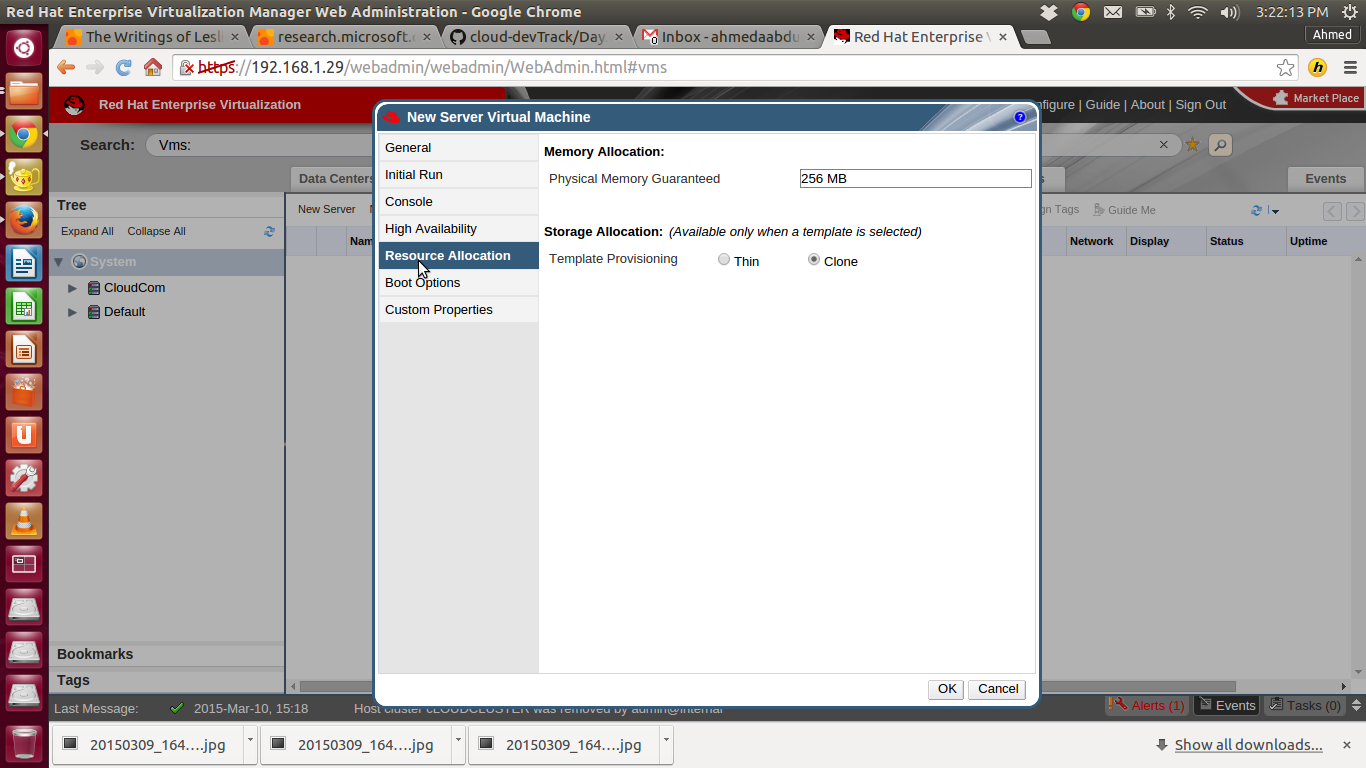 Red Hat Enterprise Virtualization Manager Web Administration - Google Chrome
3:22:13 PM
The Writings of Lesl
research.microsoft.
cloud-devTrack/Day
Inbox - ahmedaabdu
Red Hat Enterprise V
Ahmed
https://192.168.1.29/webadmin/webadmin/WebAdmin.html#vms
Red Hat Enterprise Virtualization
nfigure | Guide | About | Sign Out
Market Place
Search:
Vms:
New Server Virtual Machine
Data Centers
Events
Tree
Expand All
Collapse All
New Server
Guide Me
Network
Display
Status
Uptime
System
CloudCom
Default
General
Initial Run
Console
High Availability
Resource Allocation
Boot Options
Custom Properties
Memory Allocation:
Physical Memory Guaranteed
256 MB
Storage Allocation: (Available only when a template is selected)
Template Provisioning
Thin
Clone
OK
Cancel
Bookmarks
Tags
Last Message:
2015-Mar-10, 15:18
Host cluster cLOUDCLUSTER was removed by admin@internal
Alerts (1)
Events
Tasks (0)
20150309_164....jpg
20150309_164....jpg
20150309_164....jpg
Show all downloads...